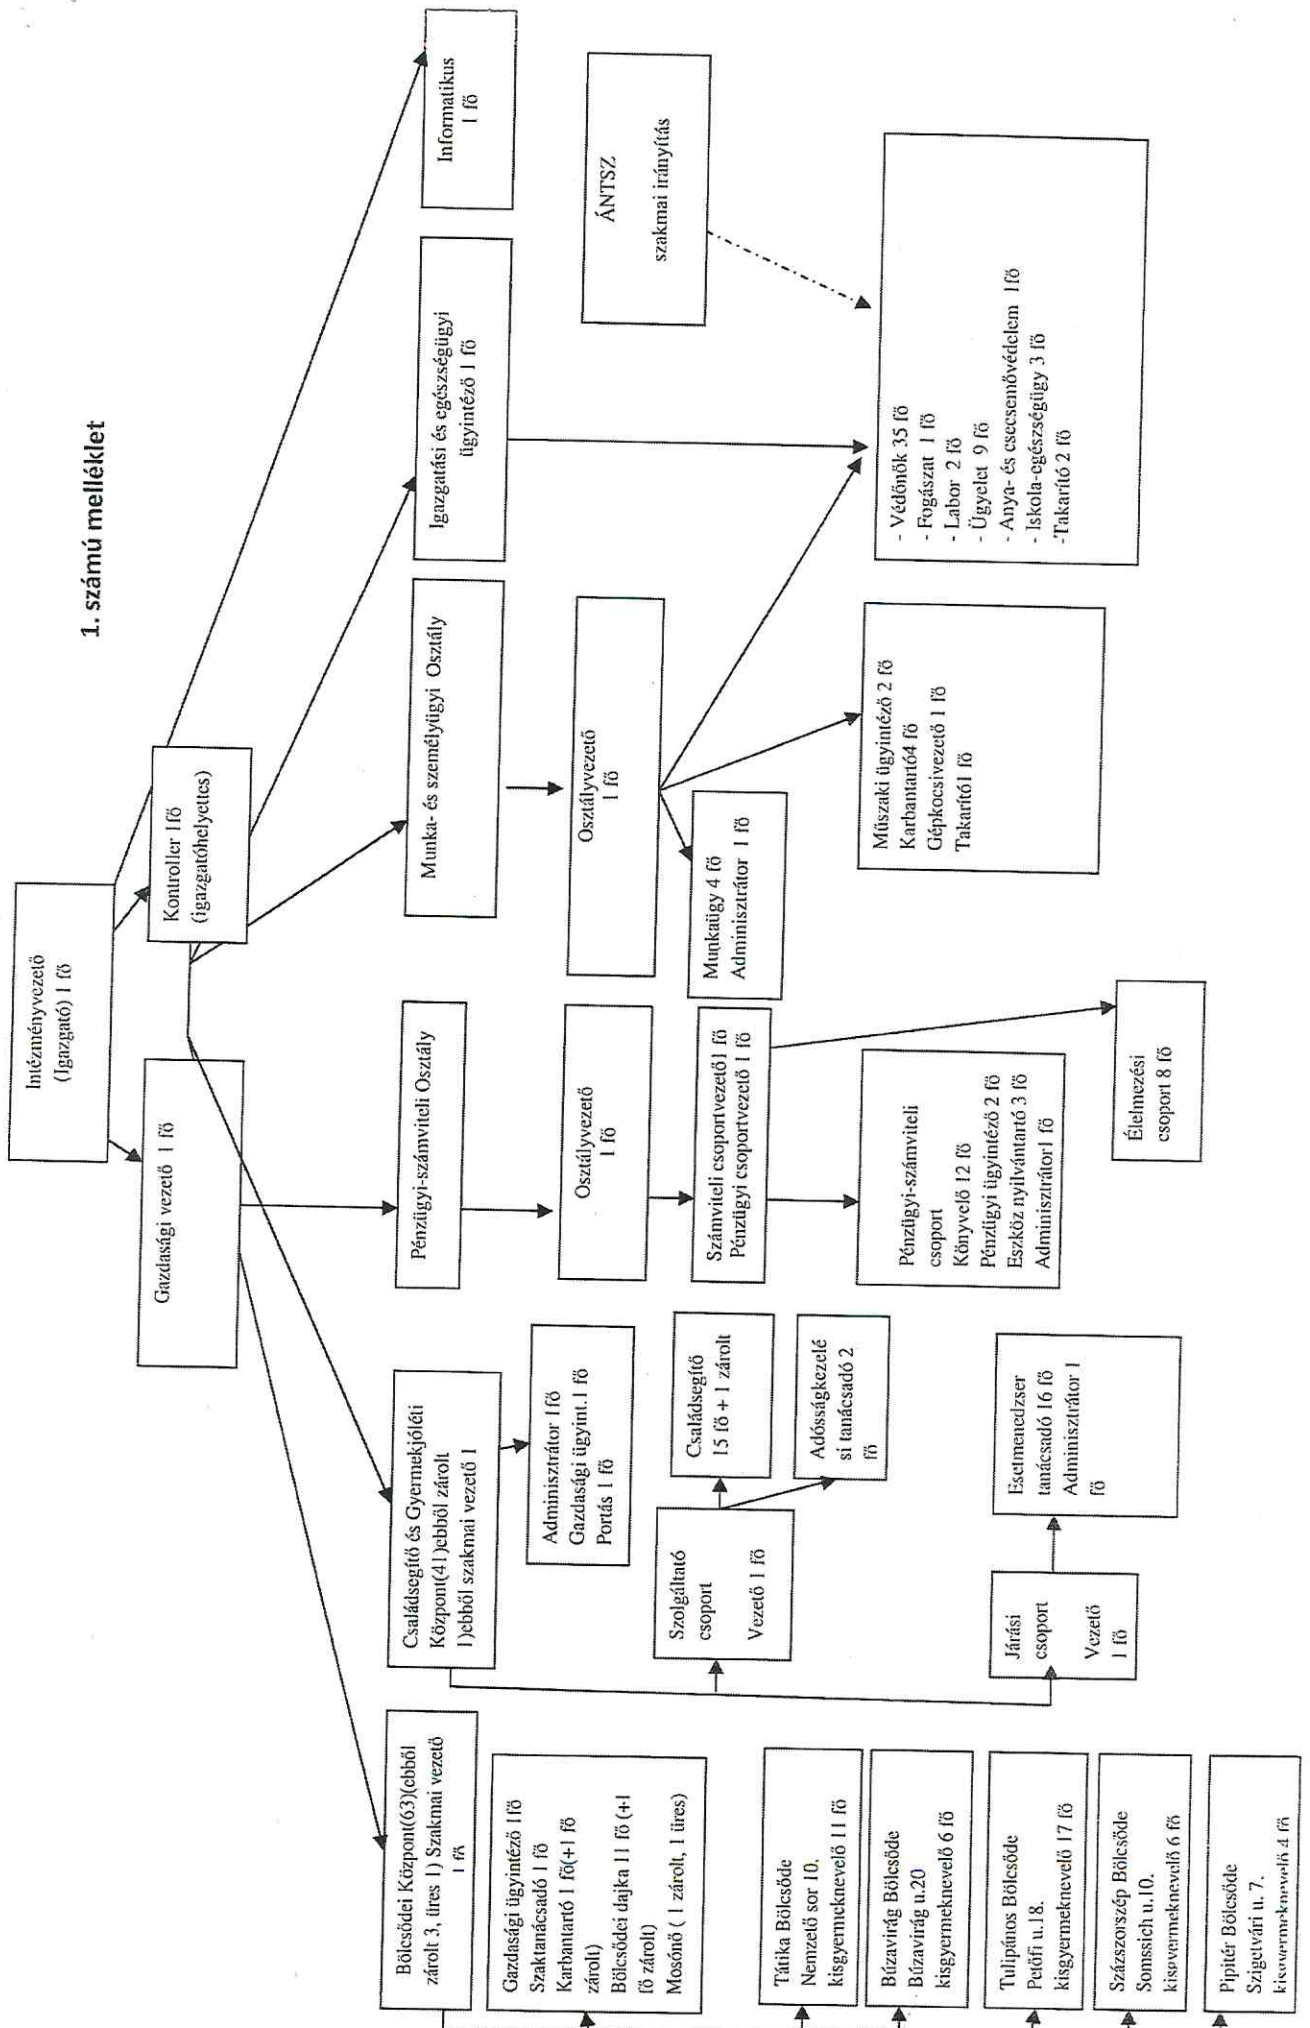 1. számú melléklet
Intézményvezető
(Igazgató) 1 fő
Gazdasági vezető 1 fő
Kontroller 1fő
(igazgatóhelyettes)
Bölcsődei Központ(63)(ebből
zárolt 3, üres 1) Szakmai vezető
1 fő
Családsegítő és Gyermekjóléti
Központ(41)ebből zárolt
1)ebből szakmai vezető 1
Pénzügyi-számviteli Osztály
Munka- és személyügyi Osztály
Igazgatási és egészségügyi
ügyintéző 1 fő
Informatikus
1 fő
Gazdasági ügyintéző 1fő
Szaktanácsadó 1 fő
Karbantartó 1 fő(+1 fő
zárolt)
Bölcsődei dajka 11 fő (+1
fő zárolt)
Mosónő ( 1 zárolt, 1 üres)
Adminisztrátor 1fő
Gazdasági ügyint.1 fő
Portás 1 fő
Osztályvezető
1 fő
Osztályvezető
1 fő
ÁNTSZ
szakmai irányítás
Szolgáltató
csoport
Vezető 1 fő
Családsegítő
15 fő + 1 zárolt
Adósságkezelé
si tanácsadó 2
fő
Számviteli csoportvezető1 fő
Pénzügyi csoportvezető 1 fő
Munkaügy 4 fő
Adminisztrátor 1 fő
Tátika Bölcsőde
Nemzető sor 10.
kisgyermeknevelő 11 fő
Búzavirág Bölcsőde
Búzavirág u.20
kisgyermeknevelő 6 fő
Pénzügyi-számviteli
csoport
Könyvelő 12 fő
Pénzügyi ügyintéző 2 fő
Eszköz nyilvántartó 3 fő
Adminisztrátor1 fő
Műszaki ügyintéző 2 fő
Karbantartó4 fő
Gépkocsivezető 1 fő
Takarító1 fő
- Védőnők 35 fő
- Fogászat 1 fő
- Labor 2 fő
- Ügyelet 9 fő
- Anya- és csecsemővédelem 1fő
- Iskola-egészségügy 3 fő
-Takarító 2 fő
Tulipános Bölcsőde
Petőfi u.18.
kisgyermeknevelő 17 fő
Járási
csoport
Vezető
1 fő
Esetmenedzser
tanácsadó 16 fő
Adminisztrátor 1
fő
Százszorszép Bölcsőde
Somssich u.10.
kisgyermeknevelő 6 fő
Élelmezési
csoport 8 fő
Pipitér Bölcsőde
Szigetvári u. 7.
kisgyermeknevelő 4 fő